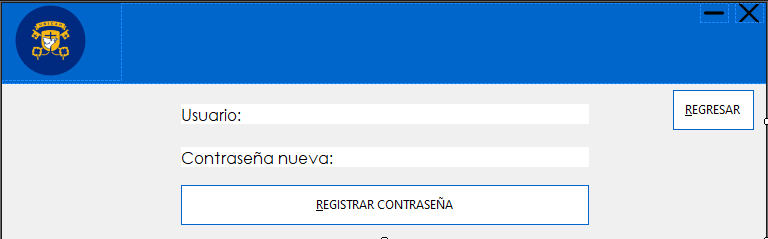 Usuario:
REGRESAR
Contraseña nueva:
REGISTRAR CONTRASEÑA